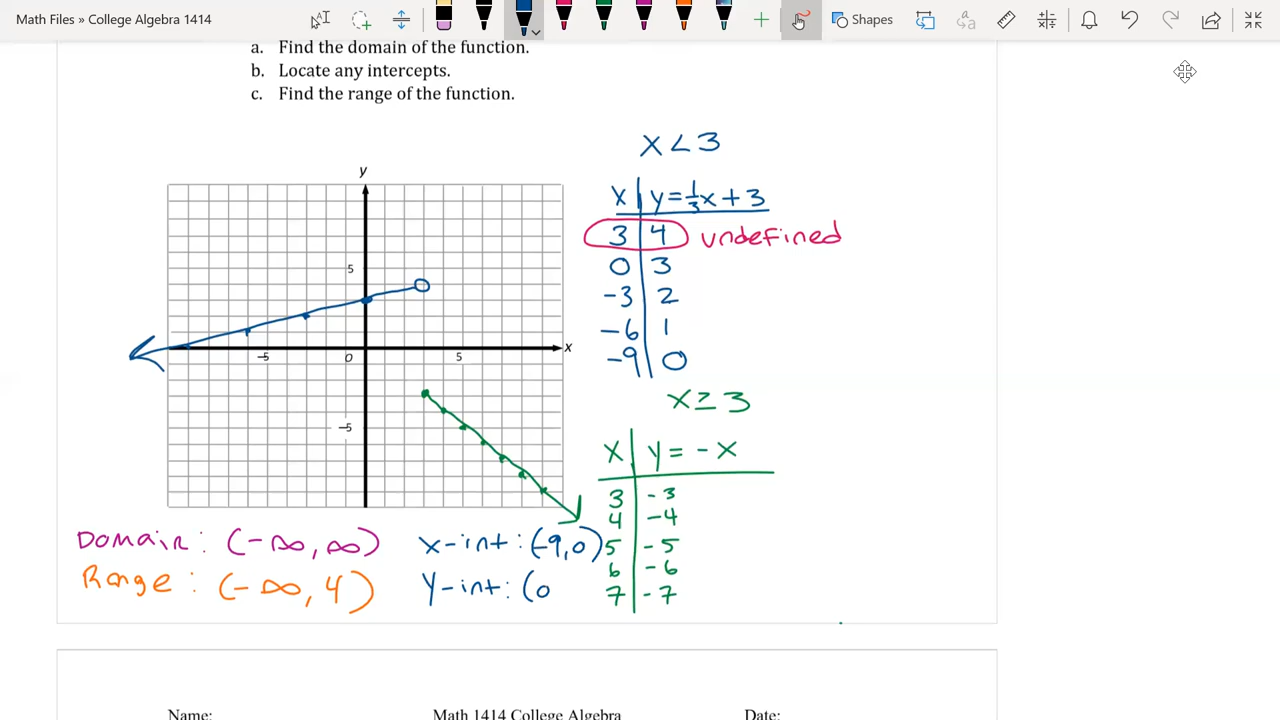 Math Files » College Algebra 1414
Shapes
a. Find the domain of the function.
b. Locate any intercepts.
c. Find the range of the function.
x < 3
x | y = 1/3 x + 3
3 | 4 undefined
0 | 3
-3 | 2
-6 | 1
-9 | 0
y
5
-5 0 5 x
-5
x ≥ 3
x | y = -x
3 | -3
4 | -4
5 | -5
6 | -6
7 | -7
Domain: (-∞, ∞)
Range: (-∞, 4)
x-int: (-9, 0)
y-int: (0
Name: Math 1414 College Algebra Date: